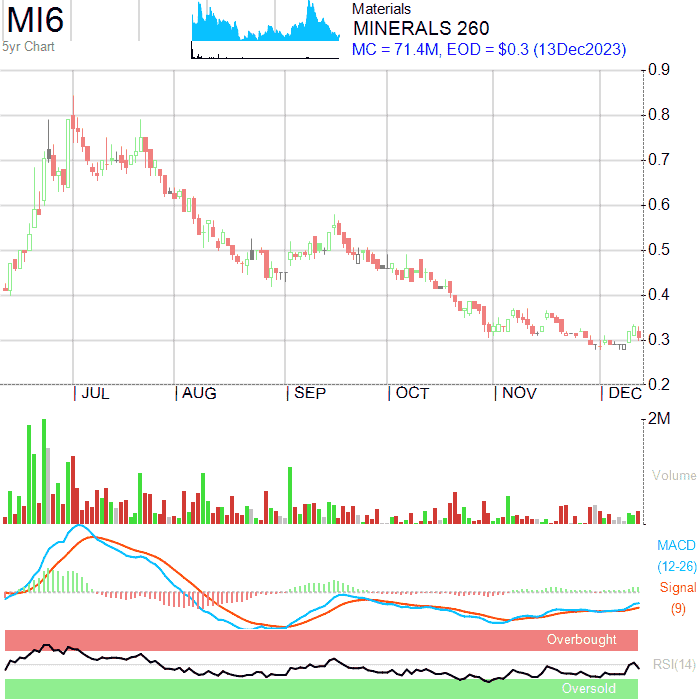 MI6
5yr Chart
Materials
MINERALS 260
MC = 71.4M, EOD = $0.3 (13Dec2023)
0.9
0.8
0.7
0.6
0.5
0.4
0.3
0.2
JUL AUG SEP OCT NOV DEC
2M
Volume
MACD
(12-26)
Signal
(9)
Overbought
RSI(14)
Oversold